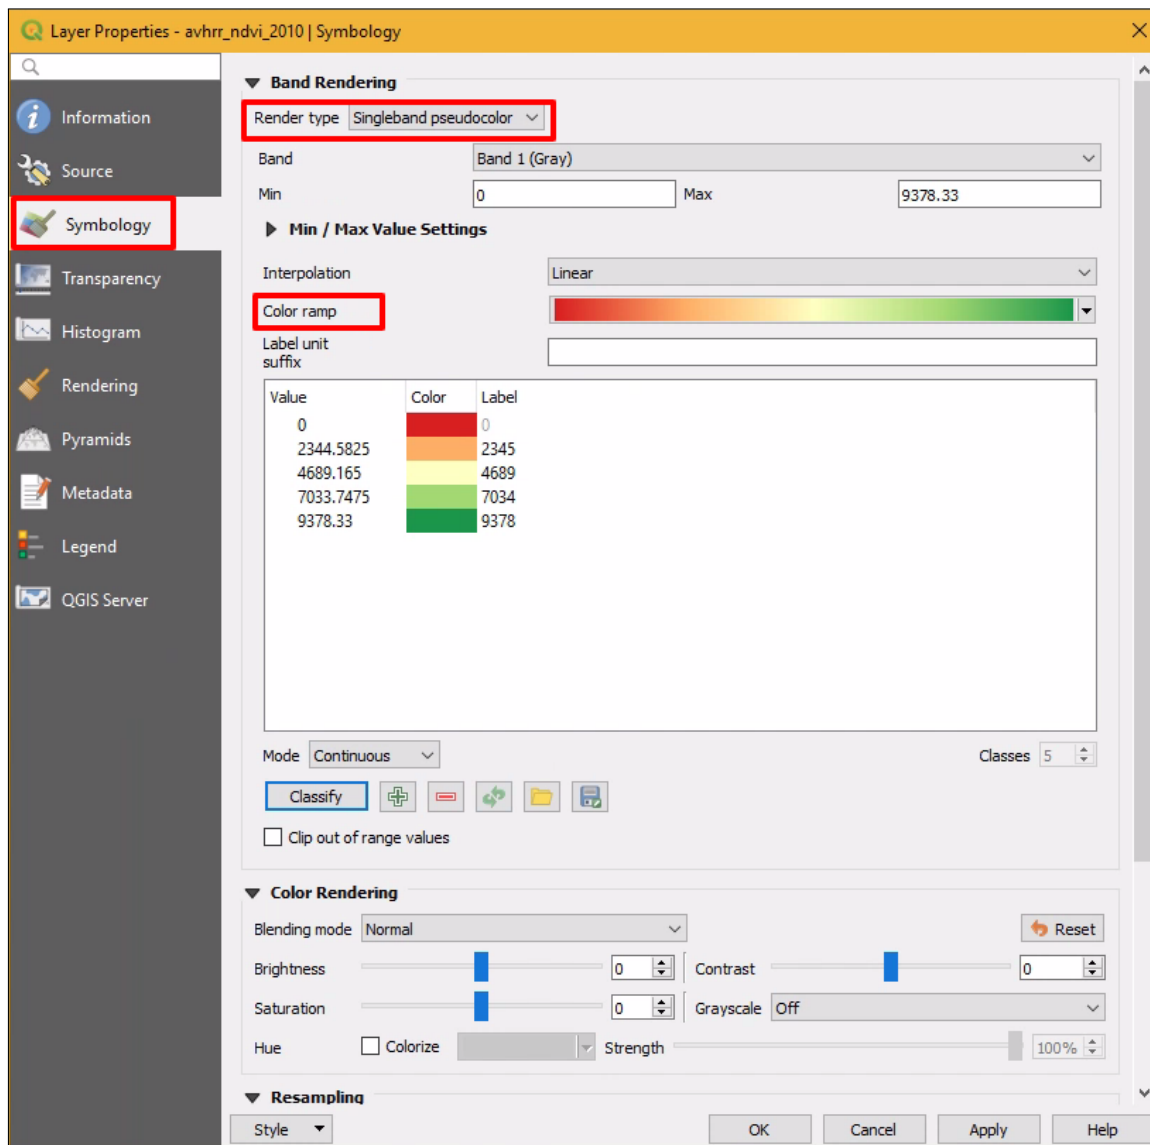 Layer Properties - avhrr_ndvi_2010 | Symbology
Information
Source
Symbology
Transparency
Histogram
Rendering
Pyramids
Metadata
Legend
QGIS Server
Band Rendering
Render type Singleband pseudocolor
Band Band 1 (Gray)
Min 0 Max 9378.33
Min / Max Value Settings
Interpolation Linear
Color ramp
Label unit
suffix
Value Color Label
0 0
2344.5825 2345
4689.165 4689
7033.7475 7034
9378.33 9378
Mode Continuous Classes 5
Classify
Clip out of range values
Color Rendering
Blending mode Normal Reset
Brightness 0 Contrast 0
Saturation 0 Grayscale Off
Hue Colorize Strength 100%
Resampling
Style OK Cancel Apply Help